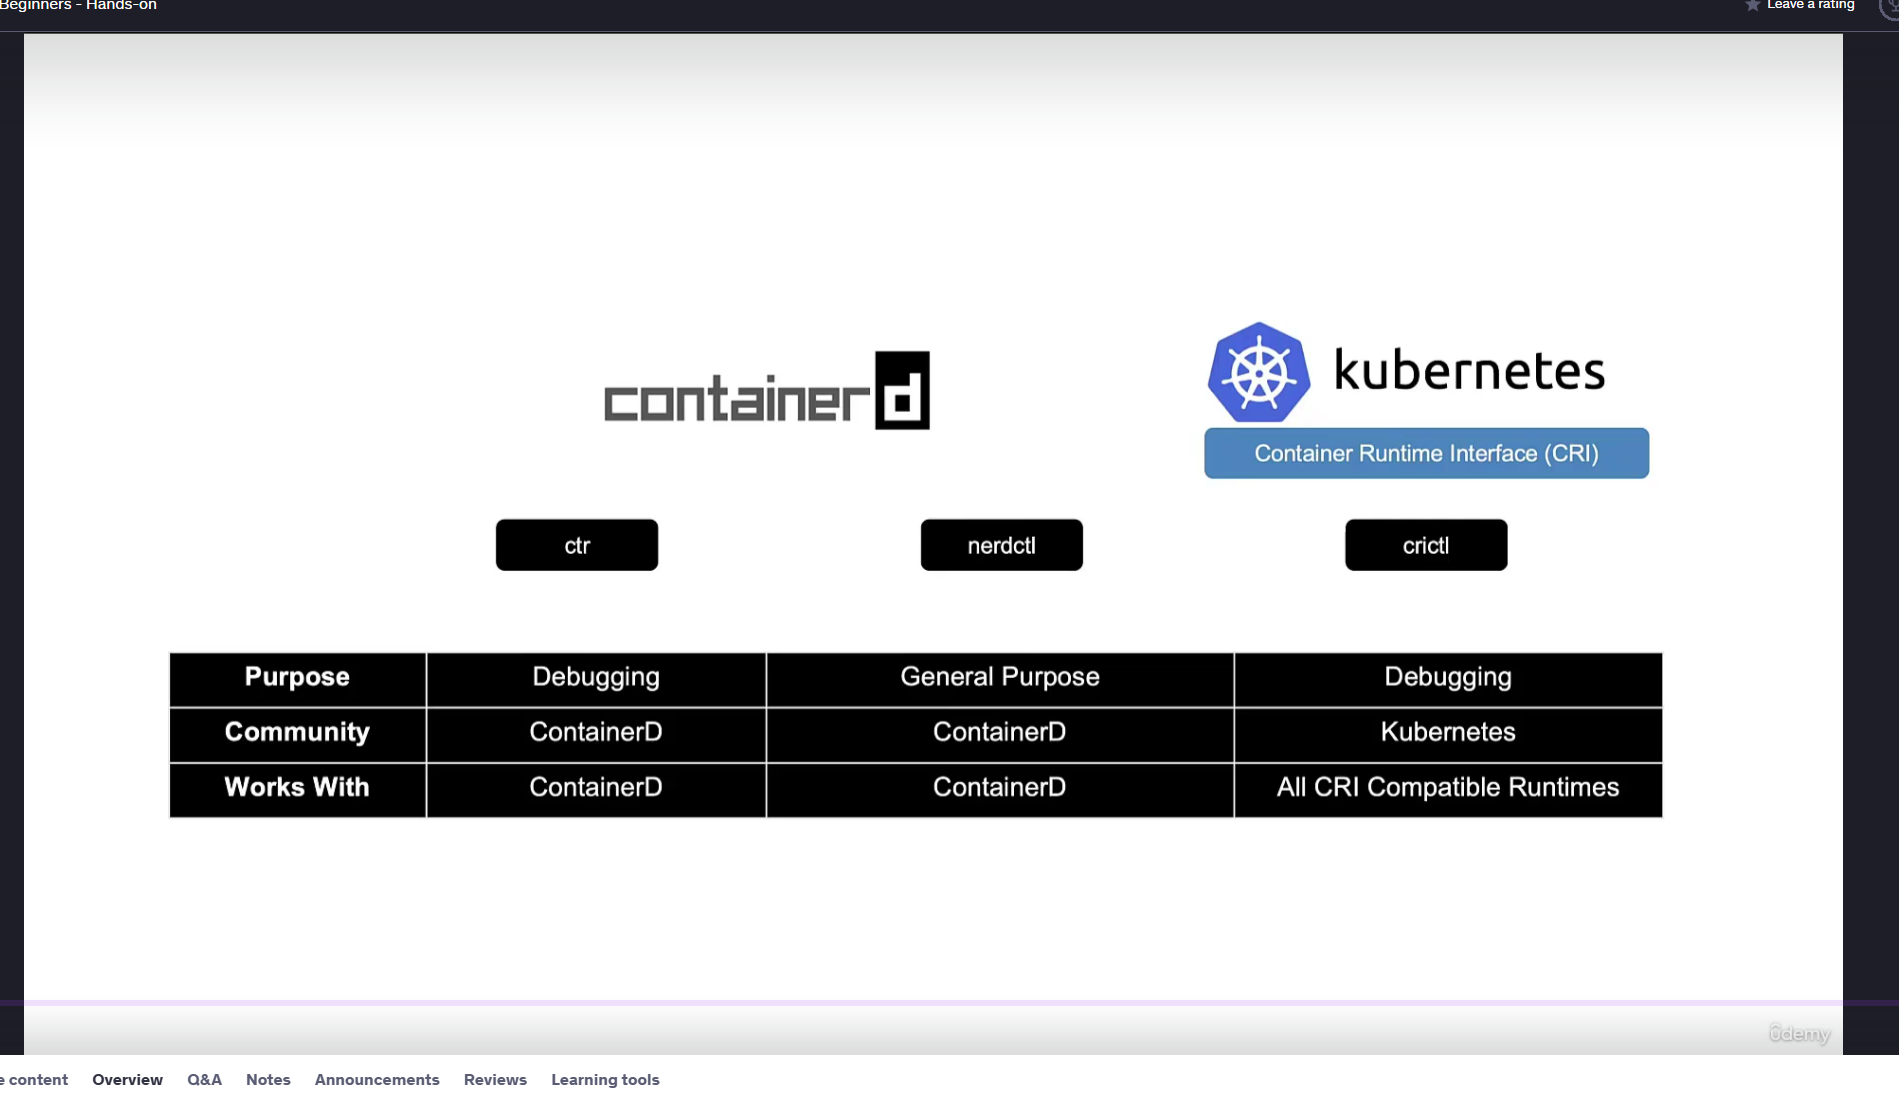 Beginners - Hands-on
Leave a rating
containerd
kubernetes
Container Runtime Interface (CRI)
ctr
nerdctl
crictl
Purpose Debugging General Purpose Debugging
Community ContainerD ContainerD Kubernetes
Works With ContainerD ContainerD All CRI Compatible Runtimes
ûdemy
e content Overview Q&A Notes Announcements Reviews Learning tools